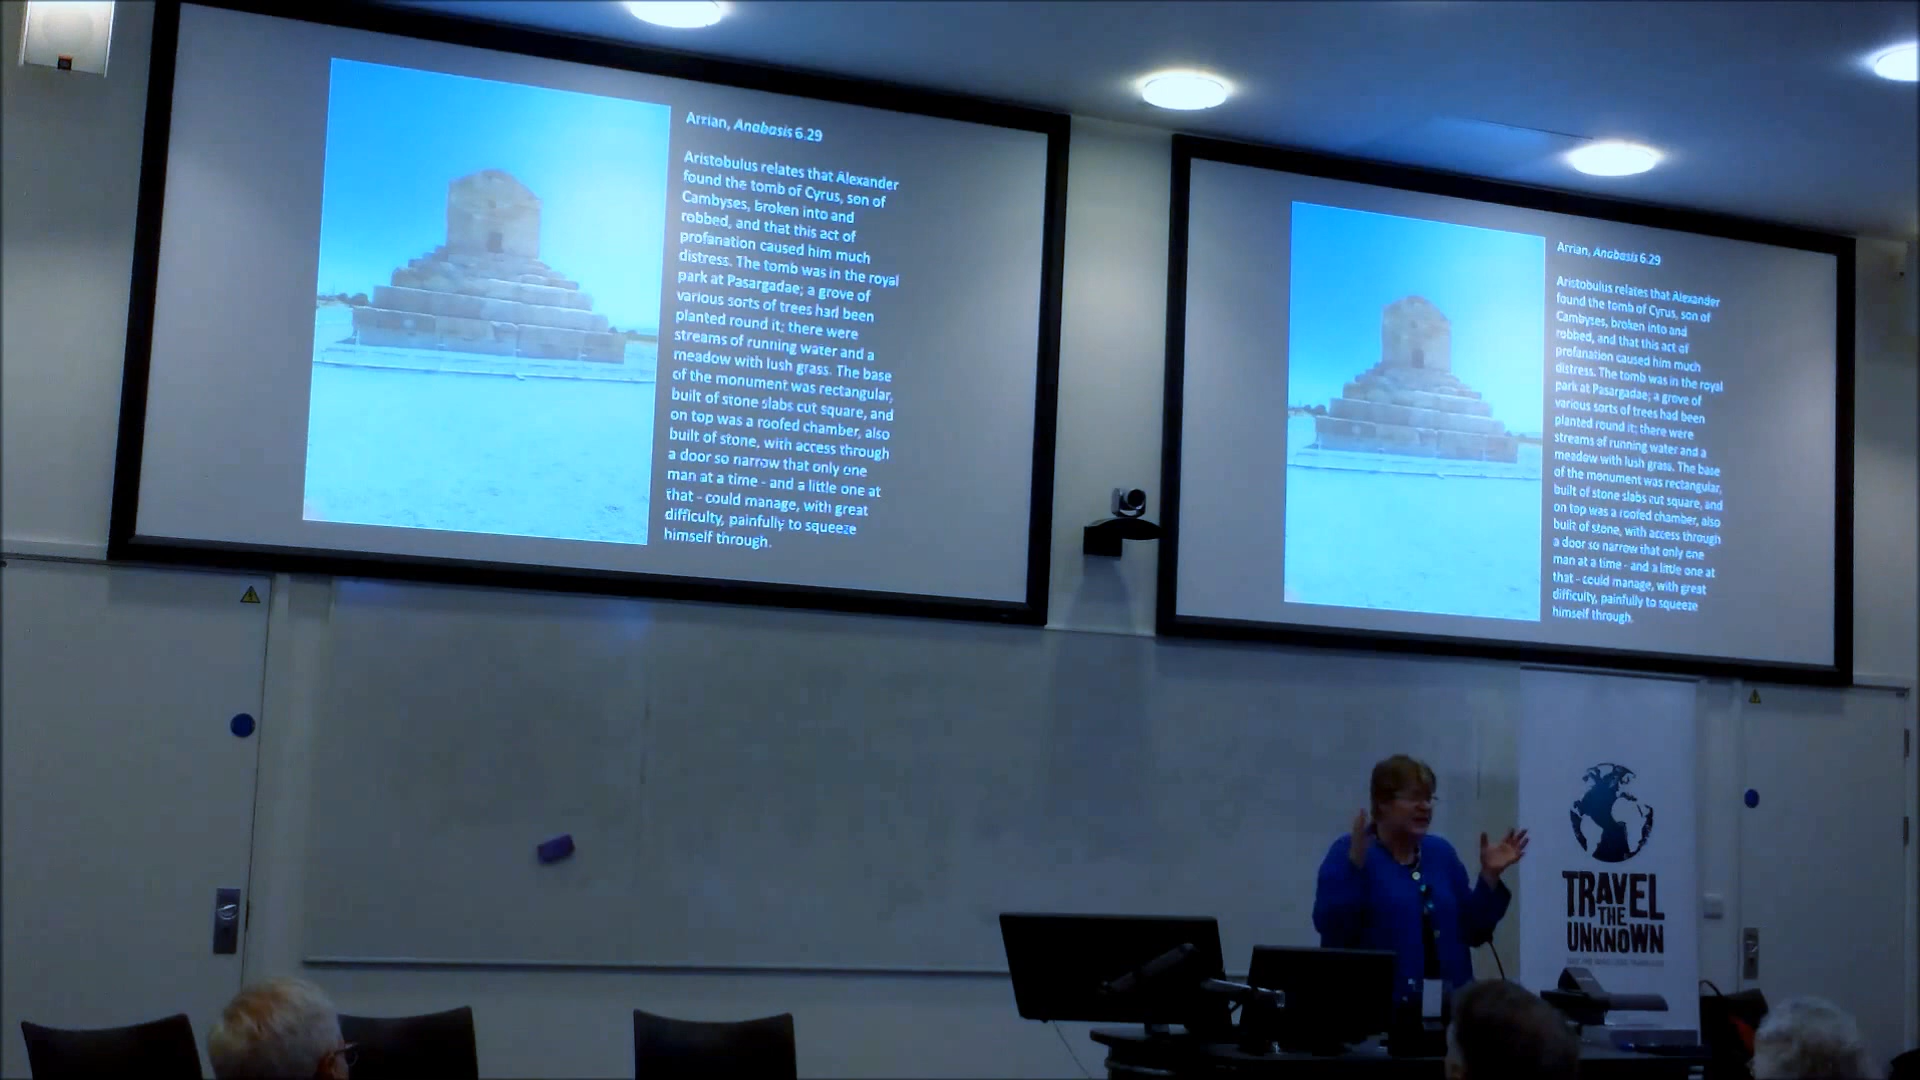 Arrian, Anabasis 6.29
Aristobulus relates that Alexander
found the tomb of Cyrus, son of
Cambyses, broken into and
robbed, and that this act of
profanation caused him much
distress. The tomb was in the royal
park at Pasargadae; a grove of
various sorts of trees had been
planted round it; there were
streams of running water and a
meadow with lush grass. The base
of the monument was rectangular,
built of stone slabs cut square, and
on top was a roofed chamber, also
built of stone, with access through
a door so narrow that only one
man at a time - and a little one at
that - could manage, with great
difficulty, painfully to squeeze
himself through.
Arrian, Anabasis 6.29
Aristobulus relates that Alexander
found the tomb of Cyrus, son of
Cambyses, broken into and
robbed, and that this act of
profanation caused him much
distress. The tomb was in the royal
park at Pasargadae; a grove of
various sorts of trees had been
planted round it; there were
streams of running water and a
meadow with lush grass. The base
of the monument was rectangular,
built of stone slabs cut square, and
on top was a roofed chamber, also
built of stone, with access through
a door so narrow that only one
man at a time - and a little one at
that - could manage, with great
difficulty, painfully to squeeze
himself through.
TRAVEL
THE
UNKNOWN